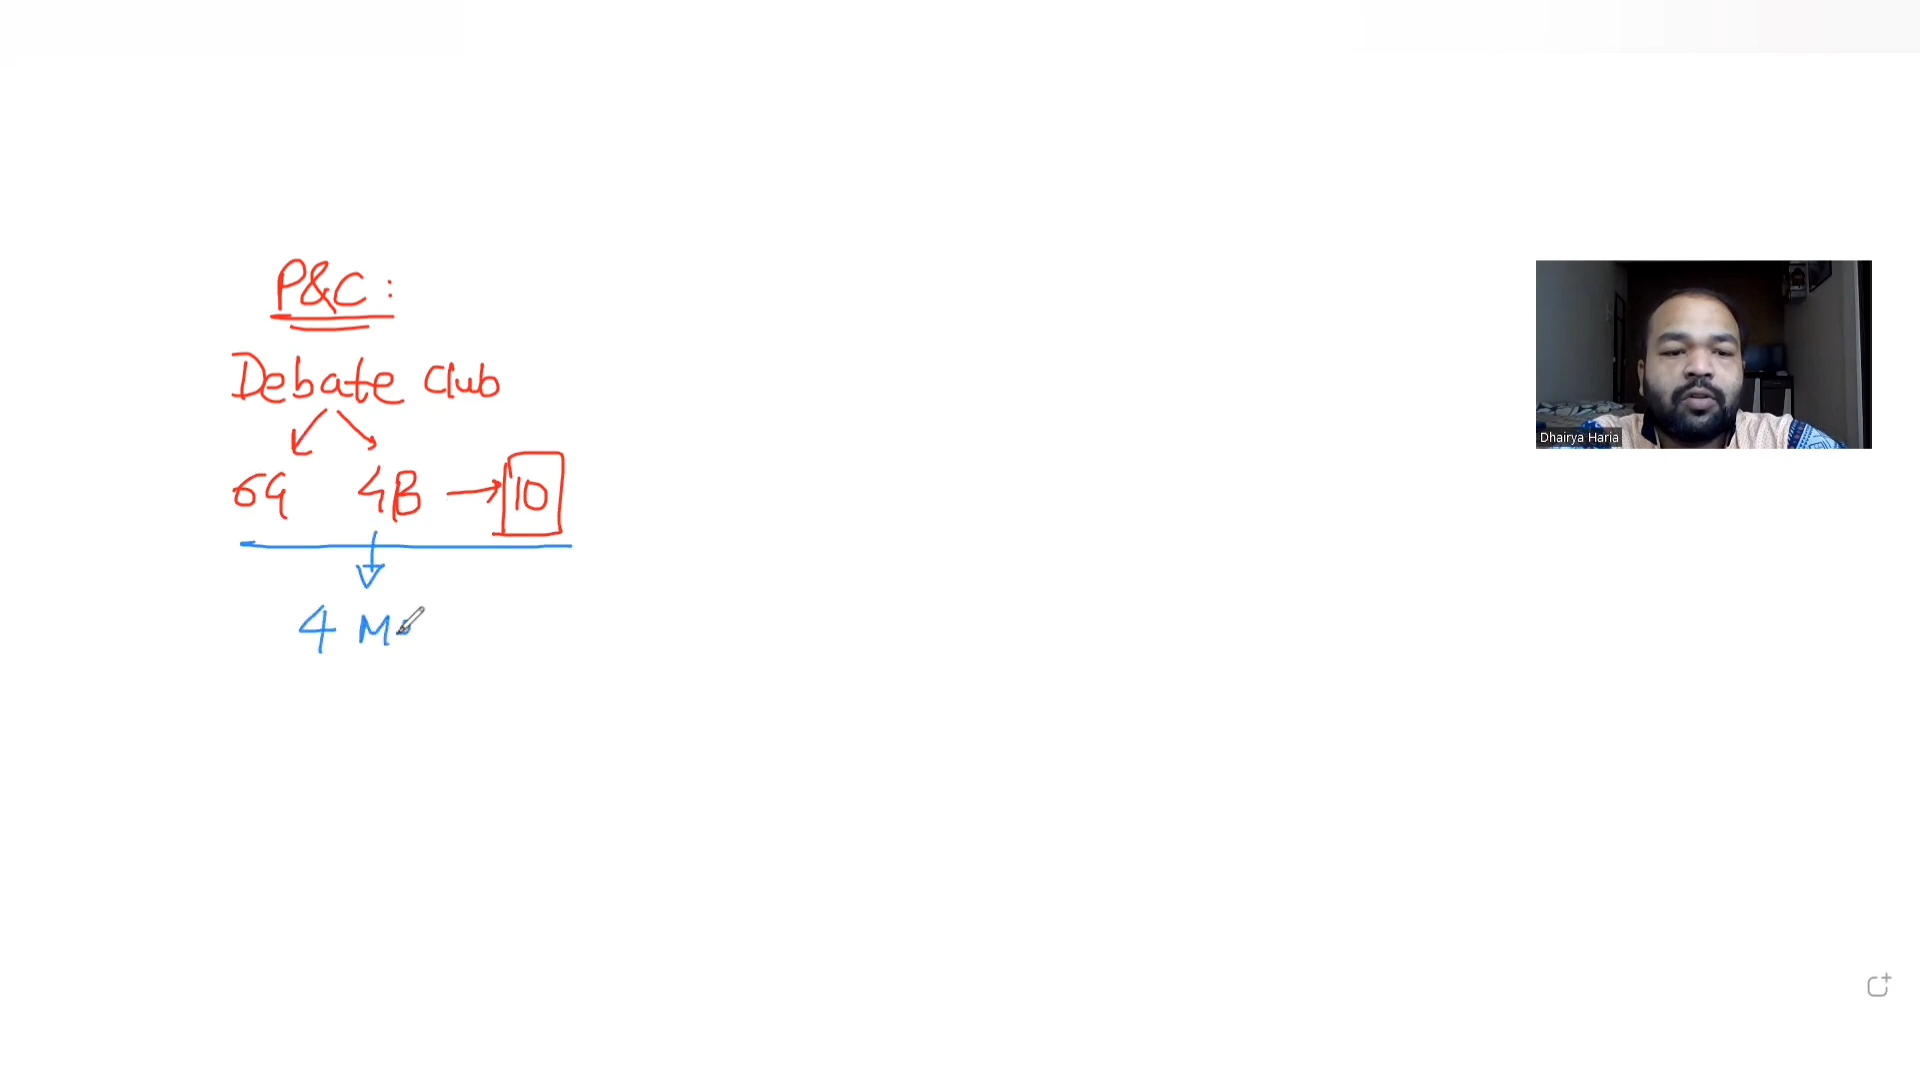 P&C:
Debate Club
6G 4B → 10
4 M
Dhairya Haria